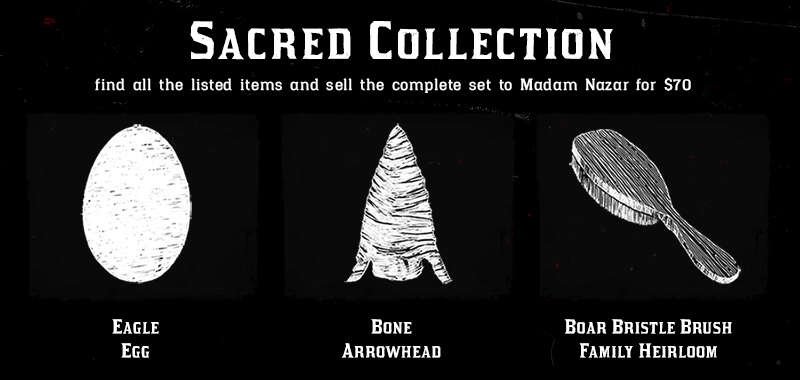 Sacred Collection
find all the listed items and sell the complete set to Madam Nazar for $70
Eagle
Egg
Bone
Arrowhead
Boar Bristle Brush
Family Heirloom